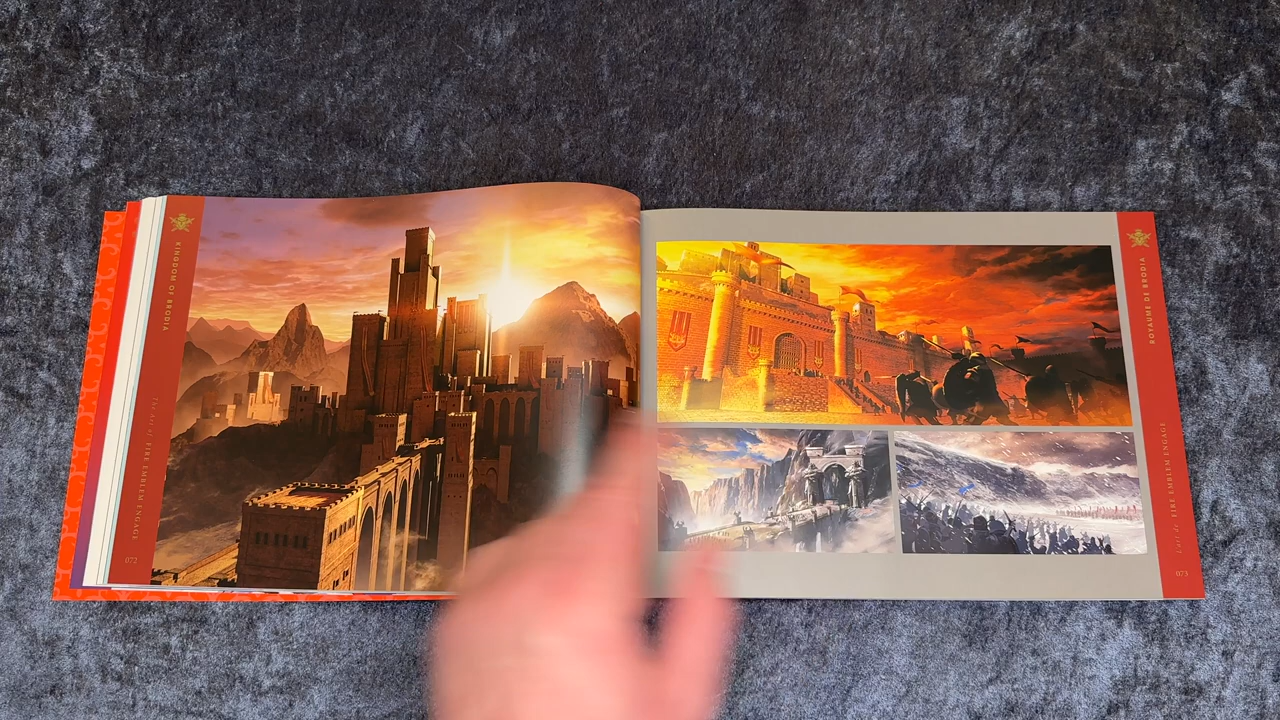 KINGDOM OF BRODIA
The Art of FIRE EMBLEM ENGAGE
072
ROYAUME DE BRODIA
L'art de FIRE EMBLEM ENGAGE
073